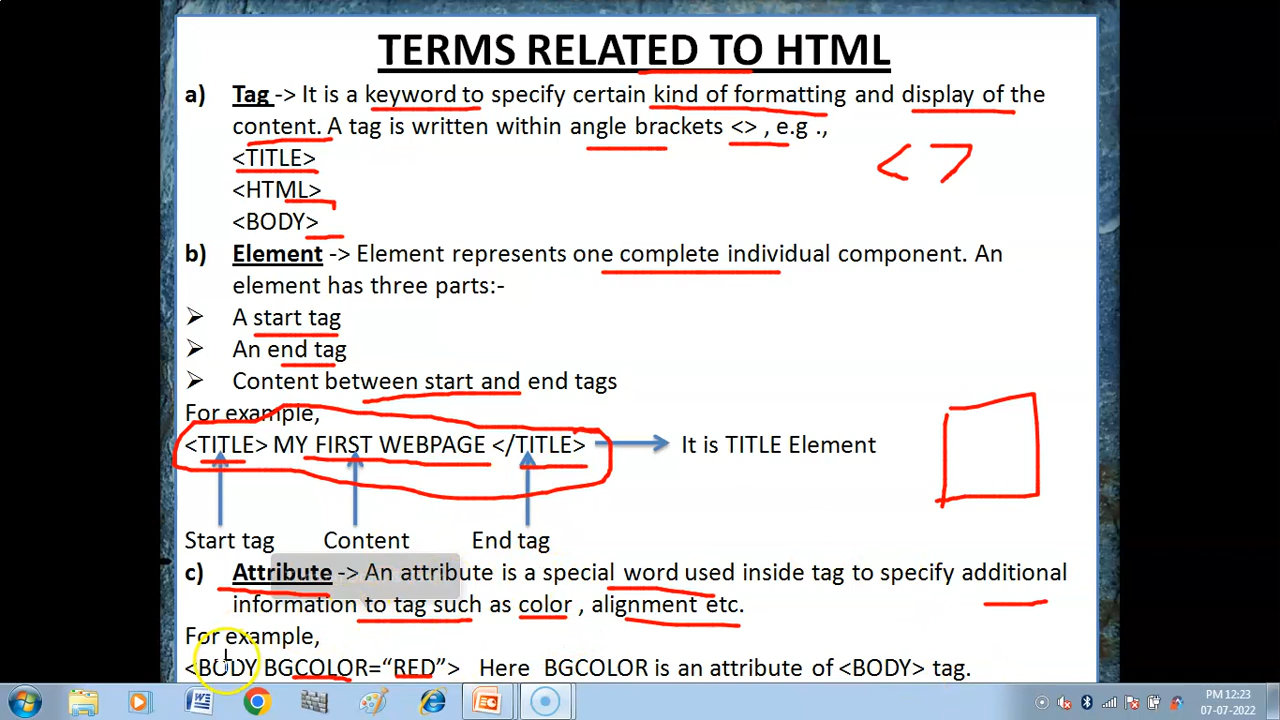 TERMS RELATED TO HTML
a) Tag -> It is a keyword to specify certain kind of formatting and display of the
content. A tag is written within angle brackets <> , e.g .,
<TITLE>
<HTML>
<BODY>
b) Element -> Element represents one complete individual component. An
element has three parts:-
A start tag
An end tag
Content between start and end tags
For example,
<TITLE> MY FIRST WEBPAGE </TITLE> It is TITLE Element
Start tag Content End tag
c) Attribute -> An attribute is a special word used inside tag to specify additional
information to tag such as color , alignment etc.
For example,
<BODY BGCOLOR=“RED”> Here BGCOLOR is an attribute of <BODY> tag.
PM 12:23
07-07-2022